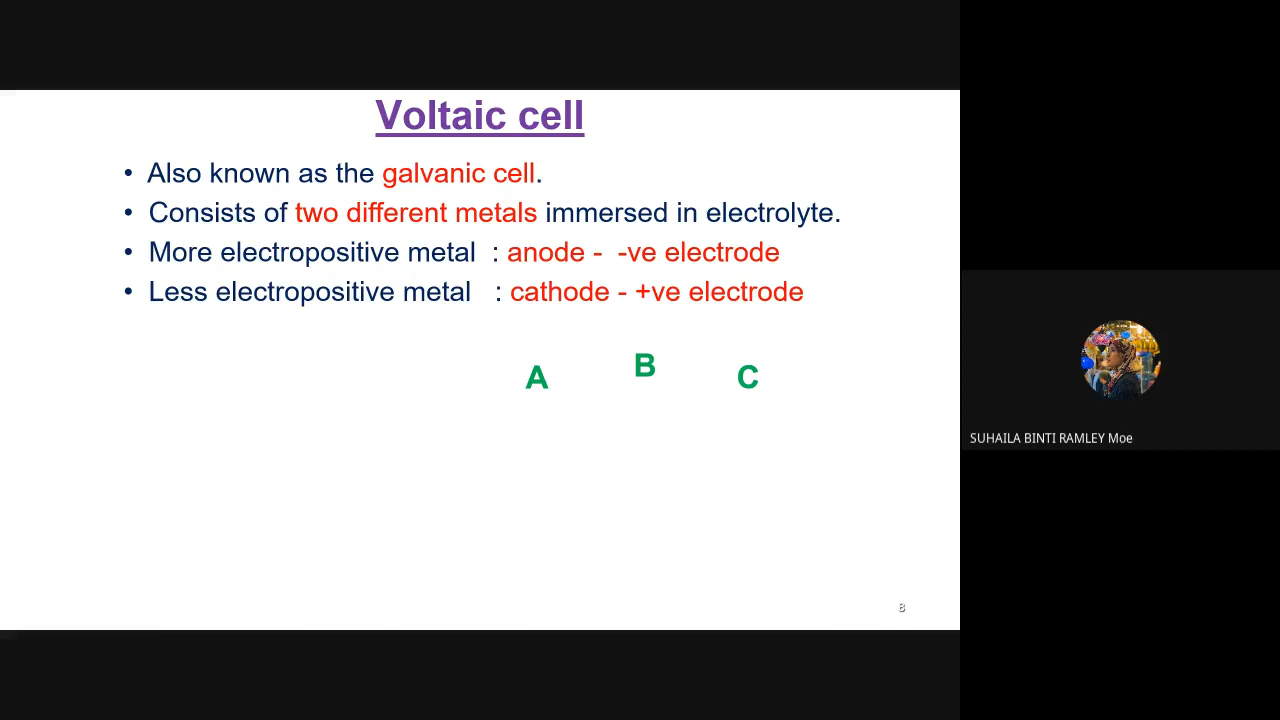 Voltaic cell
• Also known as the galvanic cell.
• Consists of two different metals immersed in electrolyte.
• More electropositive metal : anode - -ve electrode
• Less electropositive metal : cathode - +ve electrode
A B C
SUHAILA BINTI RAMLEY Moe
8